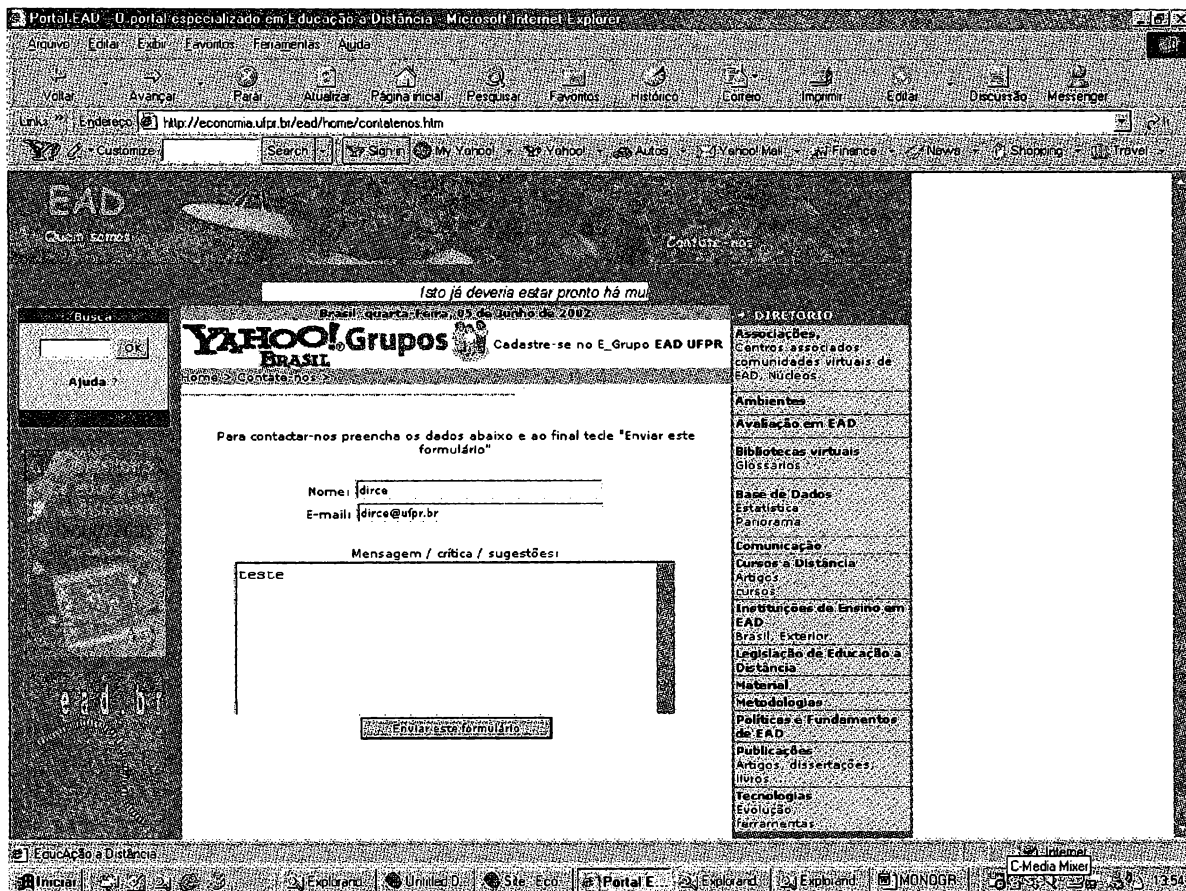 Portal EAD - O portal especializado em Educação a Distância - Microsoft Internet Explorer
Arquivo Editar Exibir Favoritos Ferramentas Ajuda
Voltar Avançar Parar Atualizar Página inicial Pesquisar Favoritos Histórico Correio Imprimir Editar Discussão Messenger
Links » Endereço http://economia.ufpr.br/ead/home/contatenos.htm Ir
Y? Customize Search Sign in My Yahoo! Yahoo! Autos Yahoo! Mail Finance News Shopping Travel
EAD
Quem somos
Contate-nos
Isto já deveria estar pronto há mui
Busca
OK
Ajuda ?
Brasil, quarta-feira, 05 de Junho de 2002
YAHOO! Grupos
BRASIL
Cadastre-se no E_Grupo EAD UFPR
Home > Contate-nos >
Para contactar-nos preencha os dados abaixo e ao final tecle "Enviar este
formulário"
Nome: dirce
E-mail: dirce@ufpr.br
Mensagem / crítica / sugestões:
teste
Enviar este formulário
ead.br
DIRETÓRIO
Associações,
Centros associados
comunidades virtuais de
EAD, Núcleos
Ambientes
Avaliação em EAD
Bibliotecas virtuais
Glossários
Base de Dados
Estatística
Panorama
Comunicação
Cursos a Distância
Artigos
cursos
Instituições de Ensino em
EAD
Brasil, Exterior
Legislação de Educação a
Distância
Material
Metodologias
Políticas e Fundamentos
de EAD
Publicações
Artigos, dissertações,
livros
Tecnologias
Evolução
ferramentas
EducAção a Distância
Internet
C-Media Mixer
Iniciar Explorand... Untitled D... Site: Eco... Portal E... Explorand... Explorand... MONOGR... 13:54